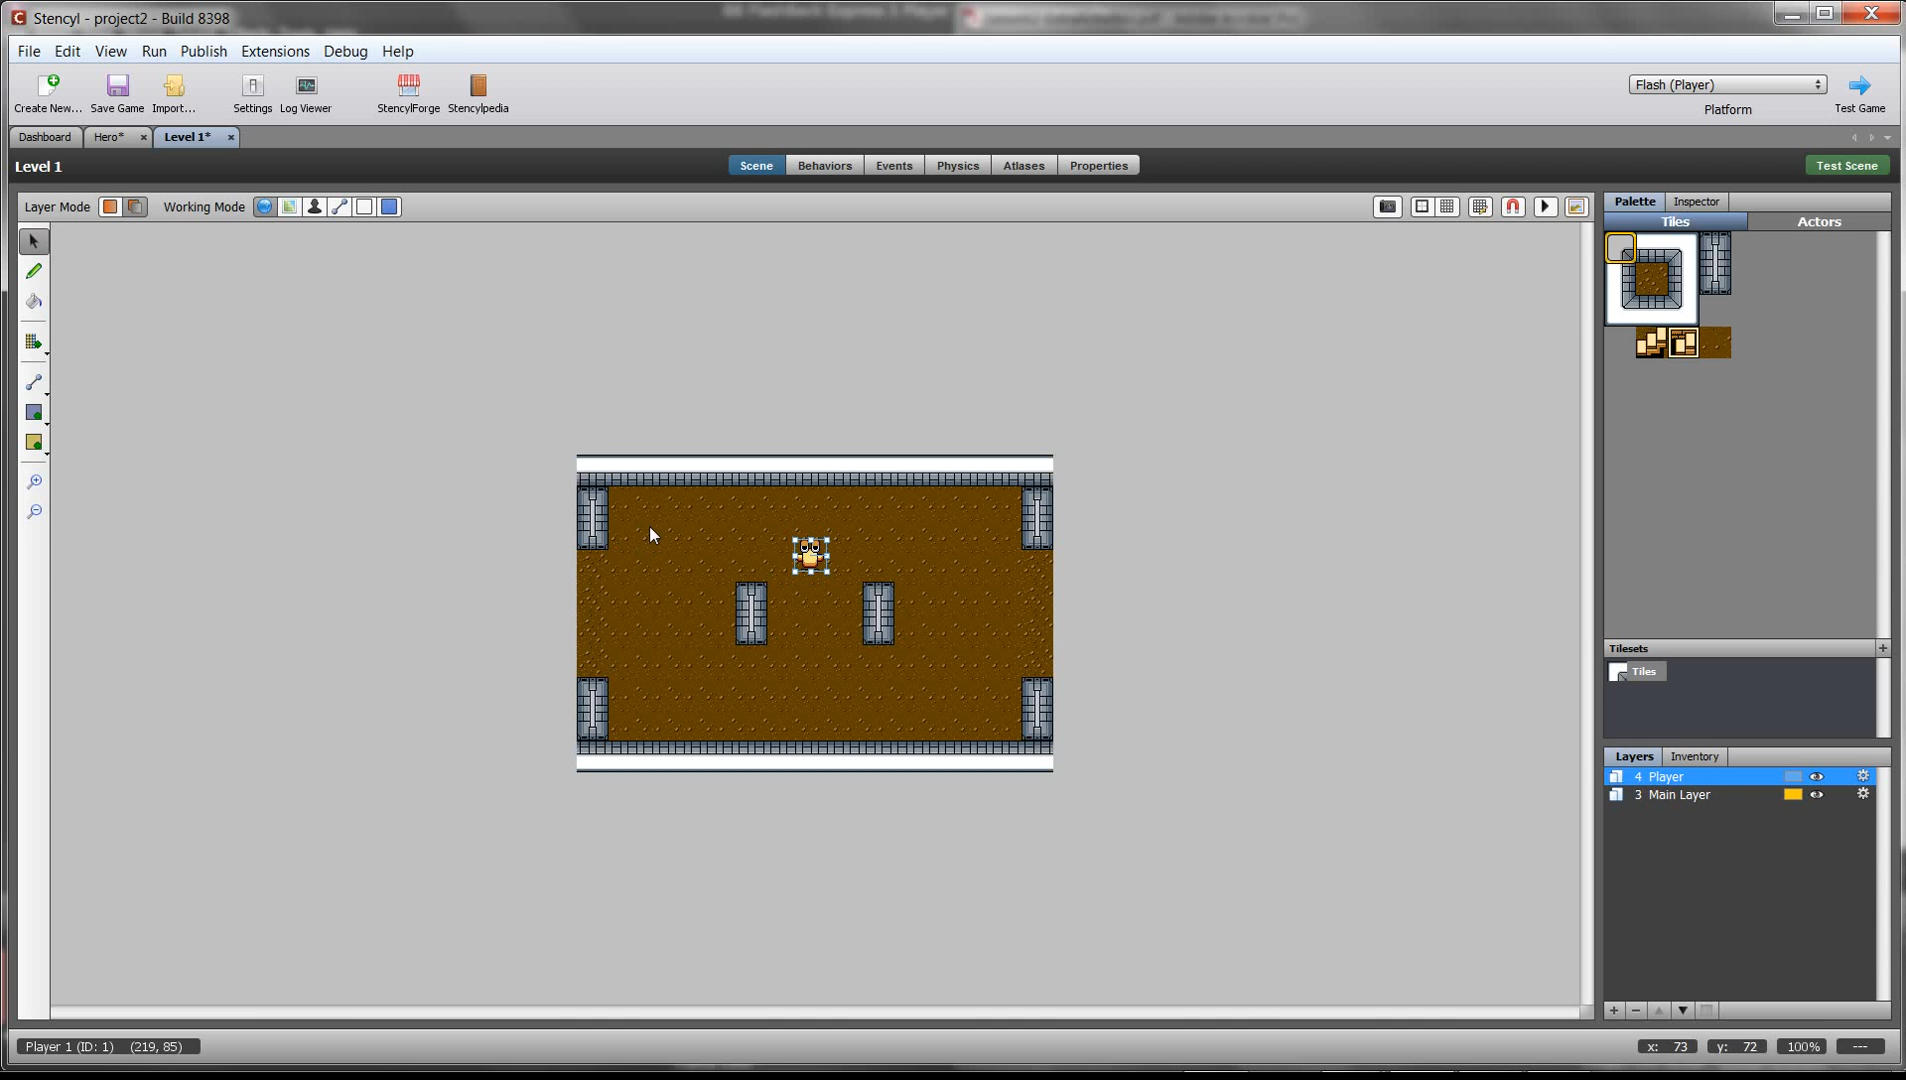 Stencyl - project2 - Build 8398
File Edit View Run Publish Extensions Debug Help
Create New... Save Game Import... Settings Log Viewer StencylForge Stencylpedia
Flash (Player)
Platform
Test Game
Dashboard Hero* Level 1*
Level 1
Scene Behaviors Events Physics Atlases Properties
Test Scene
Layer Mode Working Mode
Palette Inspector
Tiles Actors
Tilesets
Tiles
Layers Inventory
4 Player
3 Main Layer
Player 1 (ID: 1) (219, 85)
x: 73 y: 72 100% ---